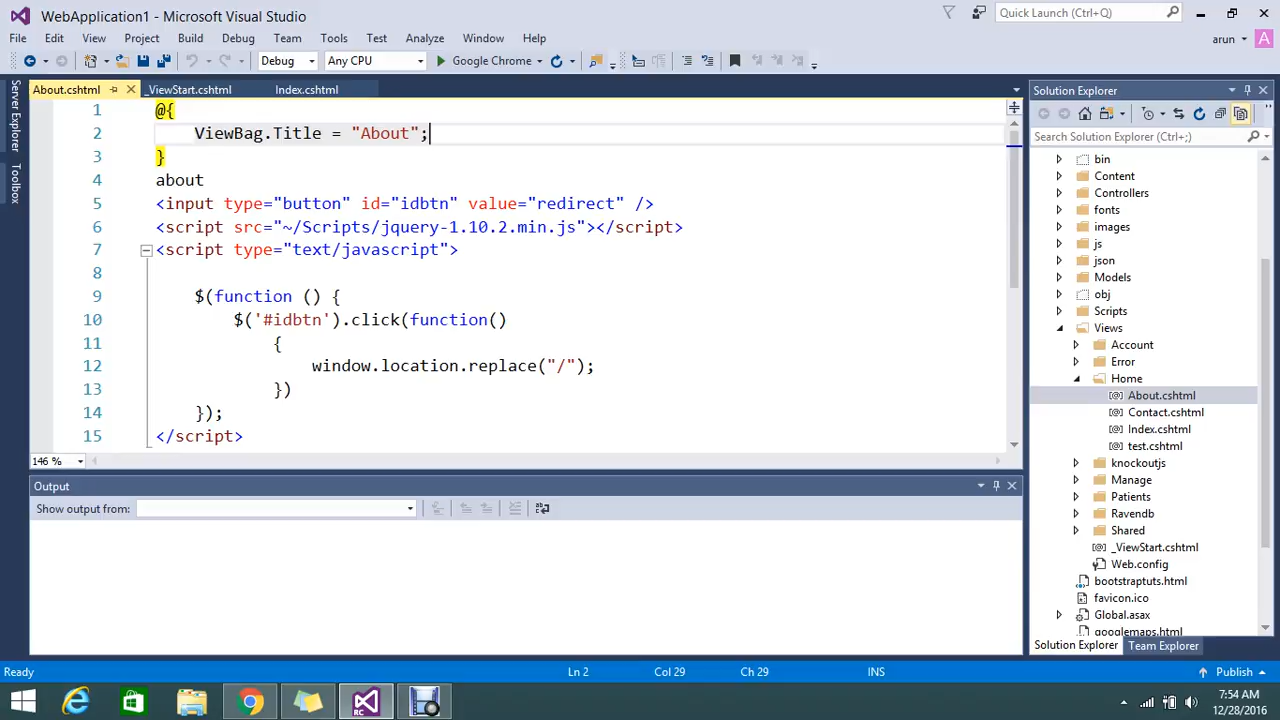 WebApplication1 - Microsoft Visual Studio
Quick Launch (Ctrl+Q)
File Edit View Project Build Debug Team Tools Test Analyze Window Help
arun A
Debug Any CPU Google Chrome
Server Explorer
Toolbox
About.cshtml _ViewStart.cshtml Index.cshtml
1 @{
2 ViewBag.Title = "About";
3 }
4 about
5 <input type="button" id="idbtn" value="redirect" />
6 <script src="~/Scripts/jquery-1.10.2.min.js"></script>
7 <script type="text/javascript">
8
9 $(function () {
10 $('#idbtn').click(function()
11 {
12 window.location.replace("/");
13 })
14 });
15 </script>
146 %
Output
Show output from:
Solution Explorer
Search Solution Explorer (Ctrl+;)
bin
Content
Controllers
fonts
images
js
json
Models
obj
Scripts
Views
Account
Error
Home
About.cshtml
Contact.cshtml
Index.cshtml
test.cshtml
knockoutjs
Manage
Patients
Ravendb
Shared
_ViewStart.cshtml
Web.config
bootstraptuts.html
favicon.ico
Global.asax
googlemaps.html
Solution Explorer Team Explorer
Ready Ln 2 Col 29 Ch 29 INS Publish
RC
7:54 AM
12/28/2016